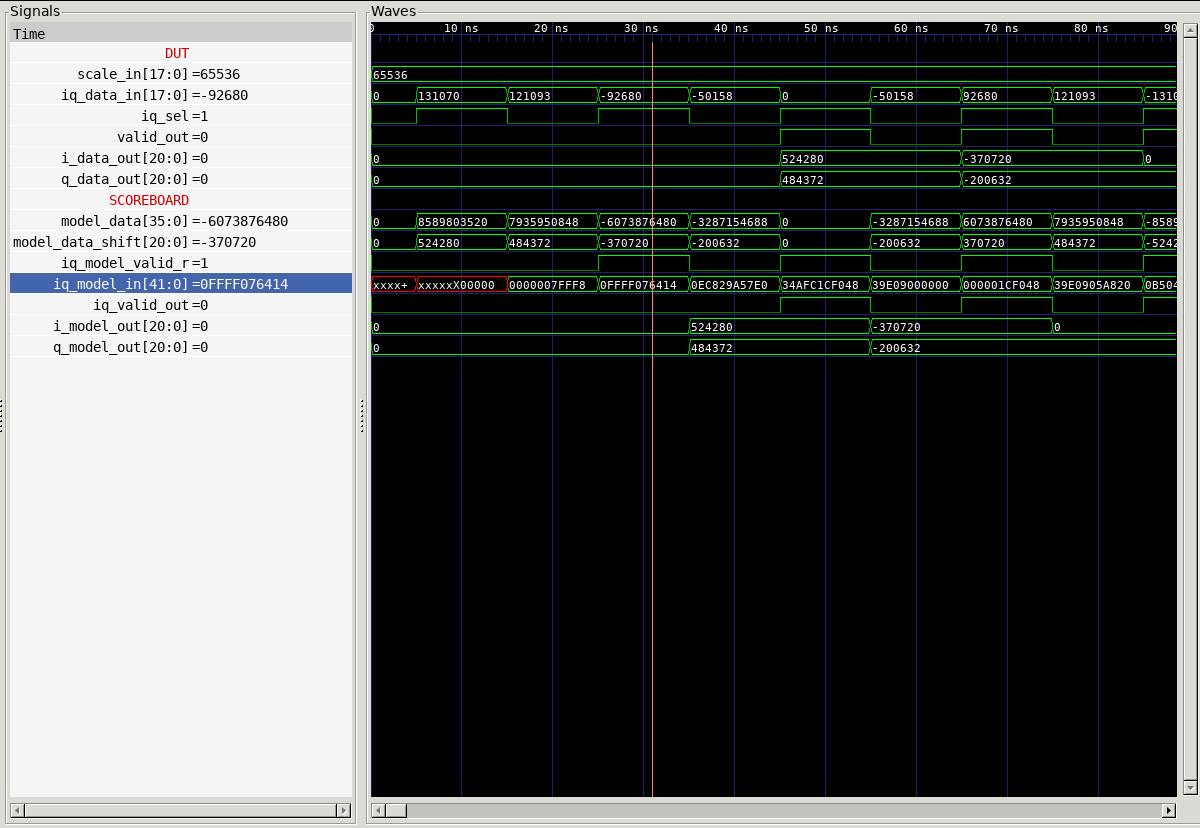 Signals
Waves
Time
0 10 ns 20 ns 30 ns 40 ns 50 ns 60 ns 70 ns 80 ns 90
DUT
scale_in[17:0] =65536 65536
iq_data_in[17:0] =-92680 0 131070 121093 -92680 -50158 0 -50158 92680 121093 -1310
iq_sel =1
valid_out =0
i_data_out[20:0] =0 0 524280 -370720 0
q_data_out[20:0] =0 0 484372 -200632
SCOREBOARD
model_data[35:0] =-6073876480 0 8589803520 7935950848 -6073876480 -3287154688 0 -3287154688 6073876480 7935950848 -8589
model_data_shift[20:0] =-370720 0 524280 484372 -370720 -200632 0 -200632 370720 484372 -5242
iq_model_valid_r =1
iq_model_in[41:0] =0FFFF076414 xxxx+ xxxxxX00000 0000007FFF8 0FFFF076414 0EC829A57E0 34AFC1CF048 39E09000000 000001CF048 39E0905A820 0B504
iq_valid_out =0
i_model_out[20:0] =0 0 524280 -370720 0
q_model_out[20:0] =0 0 484372 -200632